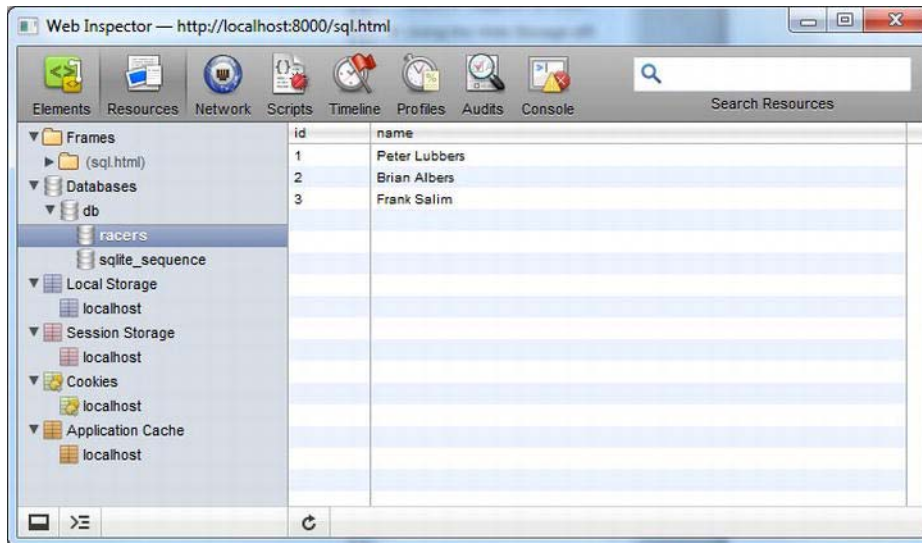 Web Inspector — http://localhost:8000/sql.html
Elements Resources Network Scripts Timeline Profiles Audits Console Search Resources
id name
Frames
(sql.html)
Databases
db
racers
sqlite_sequence
Local Storage
localhost
Session Storage
localhost
Cookies
localhost
Application Cache
localhost
1 Peter Lubbers
2 Brian Albers
3 Frank Salim